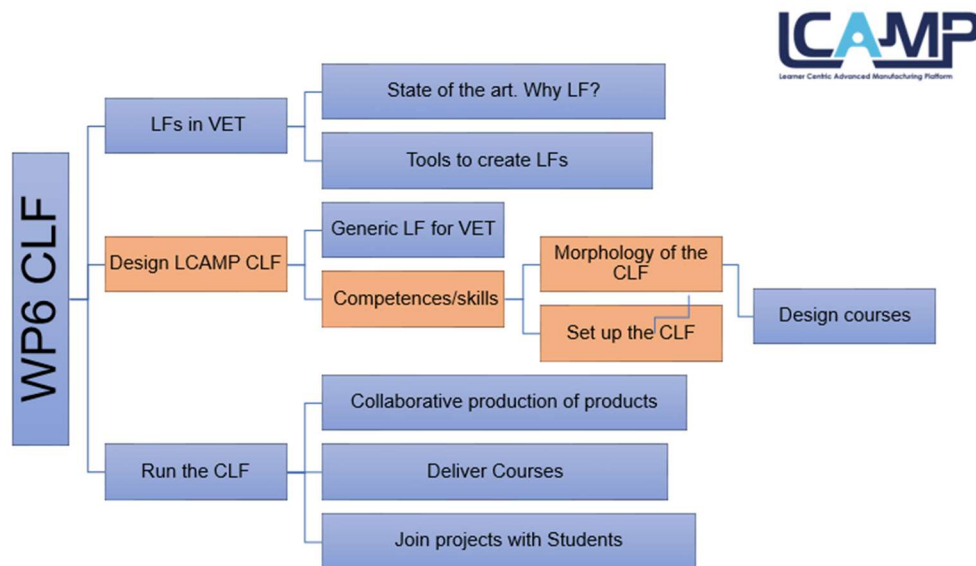 LCAMP
Learner Centric Advanced Manufacturing Platform
WP6 CLF
LFs in VET
State of the art. Why LF?
Tools to create LFs
Design LCAMP CLF
Generic LF for VET
Competences/skills
Morphology of the
CLF
Set up the CLF
Design courses
Run the CLF
Collaborative production of products
Deliver Courses
Join projects with Students